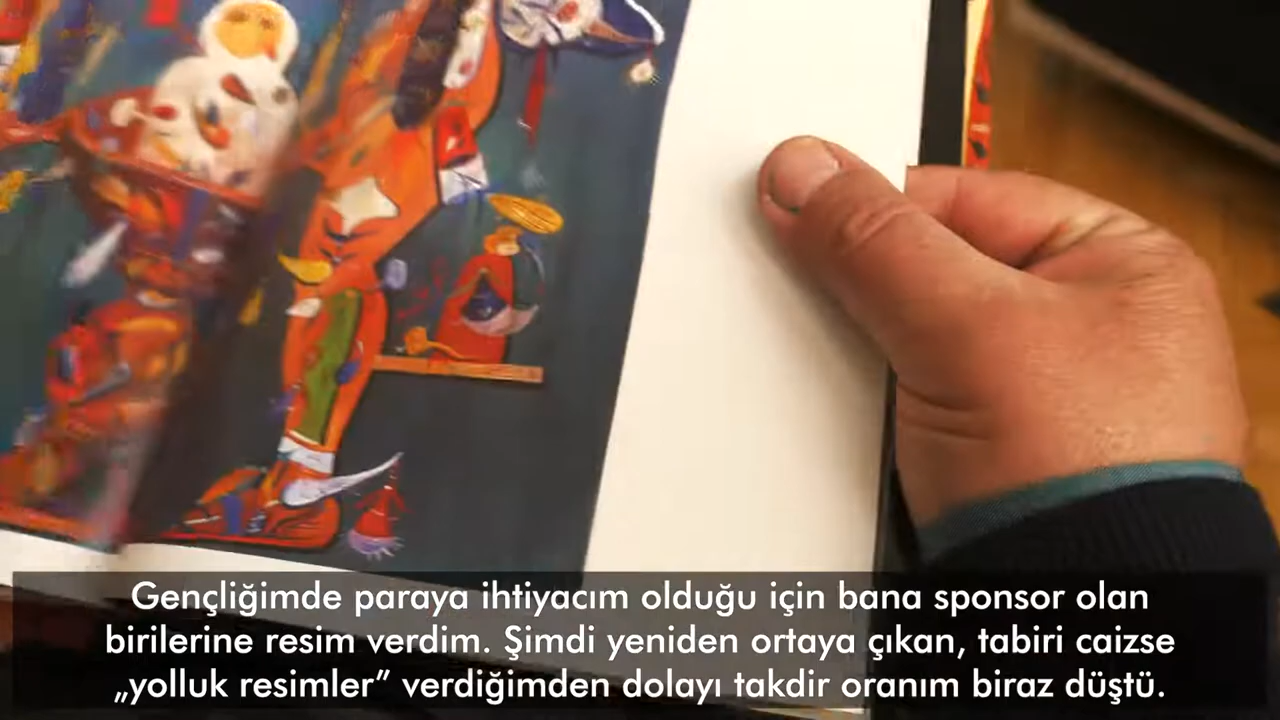 Gençliğimde paraya ihtiyacım olduğu için bana sponsor olan
birilerine resim verdim. Şimdi yeniden ortaya çıkan, tabiri caizse
„yolluk resimler” verdiğimden dolayı takdir oranım biraz düştü.